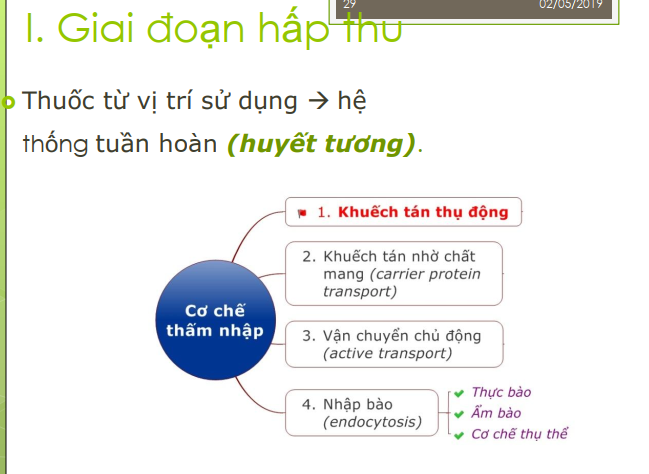 29
02/05/2019
I. Giai đoạn hấp thu
Thuốc từ vị trí sử dụng → hệ
thống tuần hoàn (huyết tương).
Cơ chế
thấm nhập
1. Khuếch tán thụ động
2. Khuếch tán nhờ chất
mang (carrier protein
transport)
3. Vận chuyển chủ động
(active transport)
4. Nhập bào
(endocytosis)
Thực bào
Ẩm bào
Cơ chế thụ thể